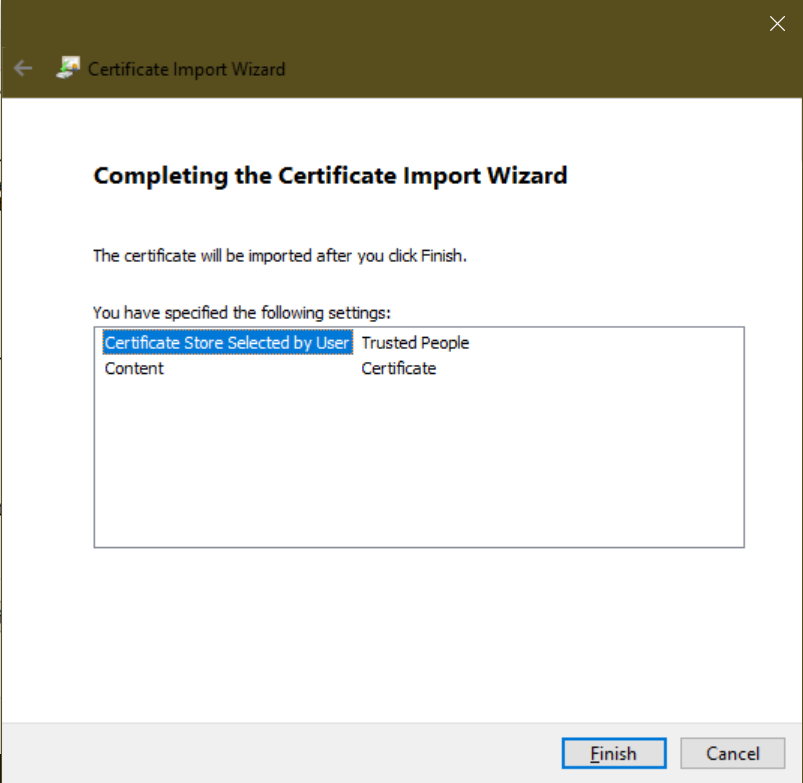 Certificate Import Wizard
Completing the Certificate Import Wizard
The certificate will be imported after you click Finish.
You have specified the following settings:
Certificate Store Selected by User Trusted People
Content Certificate
Finish Cancel